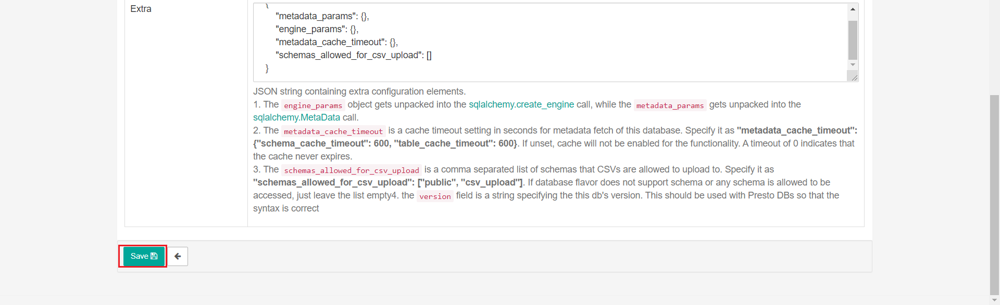 Extra
{
"metadata_params": {},
"engine_params": {},
"metadata_cache_timeout": {},
"schemas_allowed_for_csv_upload": []
}
JSON string containing extra configuration elements.
1. The engine_params object gets unpacked into the sqlalchemy.create_engine call, while the metadata_params gets unpacked into the
sqlalchemy.MetaData call.
2. The metadata_cache_timeout is a cache timeout setting in seconds for metadata fetch of this database. Specify it as "metadata_cache_timeout":
{"schema_cache_timeout": 600, "table_cache_timeout": 600}. If unset, cache will not be enabled for the functionality. A timeout of 0 indicates that
the cache never expires.
3. The schemas_allowed_for_csv_upload is a comma separated list of schemas that CSVs are allowed to upload to. Specify it as
"schemas_allowed_for_csv_upload": ["public", "csv_upload"]. If database flavor does not support schema or any schema is allowed to be
accessed, just leave the list empty4. the version field is a string specifying the this db's version. This should be used with Presto DBs so that the
syntax is correct
Save